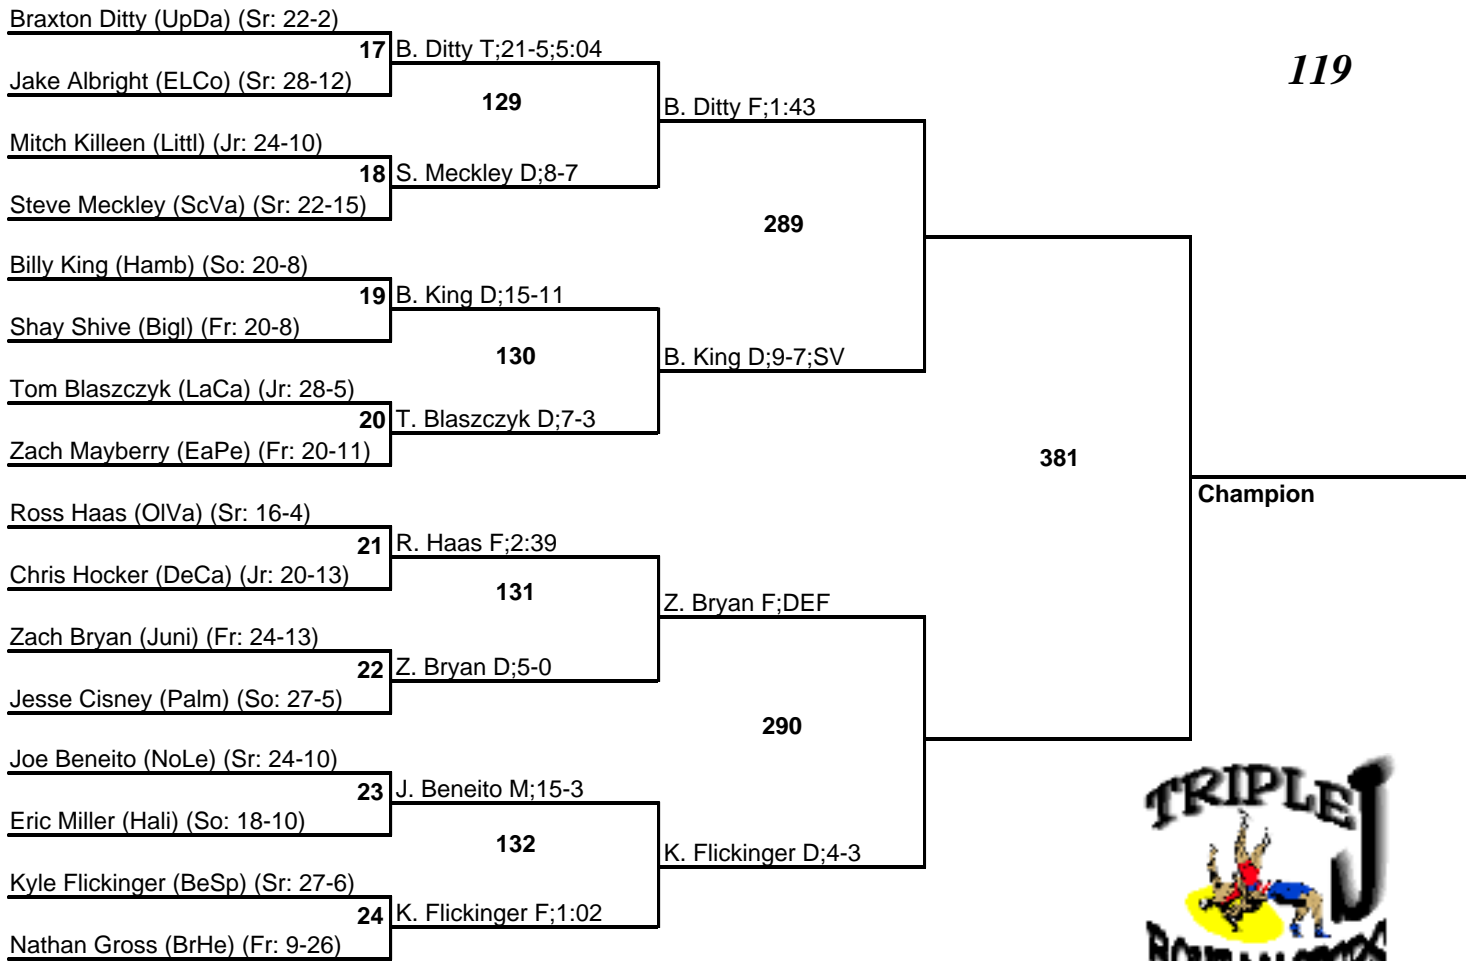 Braxton Ditty (UpDa) (Sr: 22-2)
17 B. Ditty T;21-5;5:04
119
Jake Albright (ELCo) (Sr: 28-12)
129
B. Ditty F;1:43
Mitch Killeen (Littl) (Jr: 24-10)
18 S. Meckley D;8-7
Steve Meckley (ScVa) (Sr: 22-15)
289
Billy King (Hamb) (So: 20-8)
19 B. King D;15-11
Shay Shive (Bigl) (Fr: 20-8)
130
B. King D;9-7;SV
Tom Blaszczyk (LaCa) (Jr: 28-5)
20 T. Blaszczyk D;7-3
Zach Mayberry (EaPe) (Fr: 20-11)
381
Champion
Ross Haas (OlVa) (Sr: 16-4)
21 R. Haas F;2:39
Chris Hocker (DeCa) (Jr: 20-13)
131
Z. Bryan F;DEF
Zach Bryan (Juni) (Fr: 24-13)
22 Z. Bryan D;5-0
Jesse Cisney (Palm) (So: 27-5)
290
Joe Beneito (NoLe) (Sr: 24-10)
23 J. Beneito M;15-3
Eric Miller (Hali) (So: 18-10)
132
K. Flickinger D;4-3
Kyle Flickinger (BeSp) (Sr: 27-6)
24 K. Flickinger F;1:02
Nathan Gross (BrHe) (Fr: 9-26)
TRIPLE J